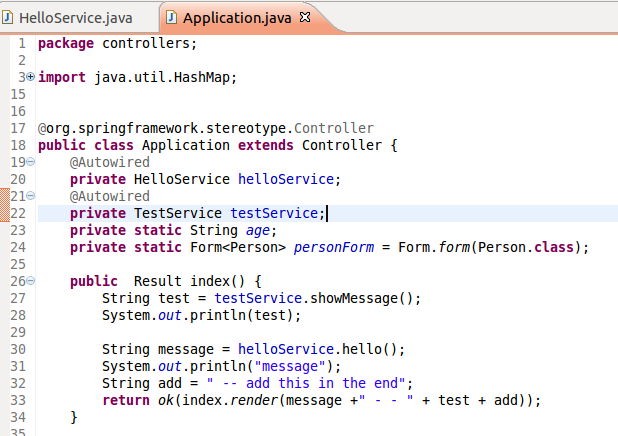 HelloService.java Application.java
1 package controllers;
2
3 import java.util.HashMap;
15
16
17 @org.springframework.stereotype.Controller
18 public class Application extends Controller {
19 @Autowired
20 private HelloService helloService;
21 @Autowired
22 private TestService testService;
23 private static String age;
24 private static Form<Person> personForm = Form.form(Person.class);
25
26 public  Result index() {
27 String test = testService.showMessage();
28 System.out.println(test);
29
30 String message = helloService.hello();
31 System.out.println("message");
32 String add = " -- add this in the end";
33 return ok(index.render(message +" - - " + test + add));
34 }
35